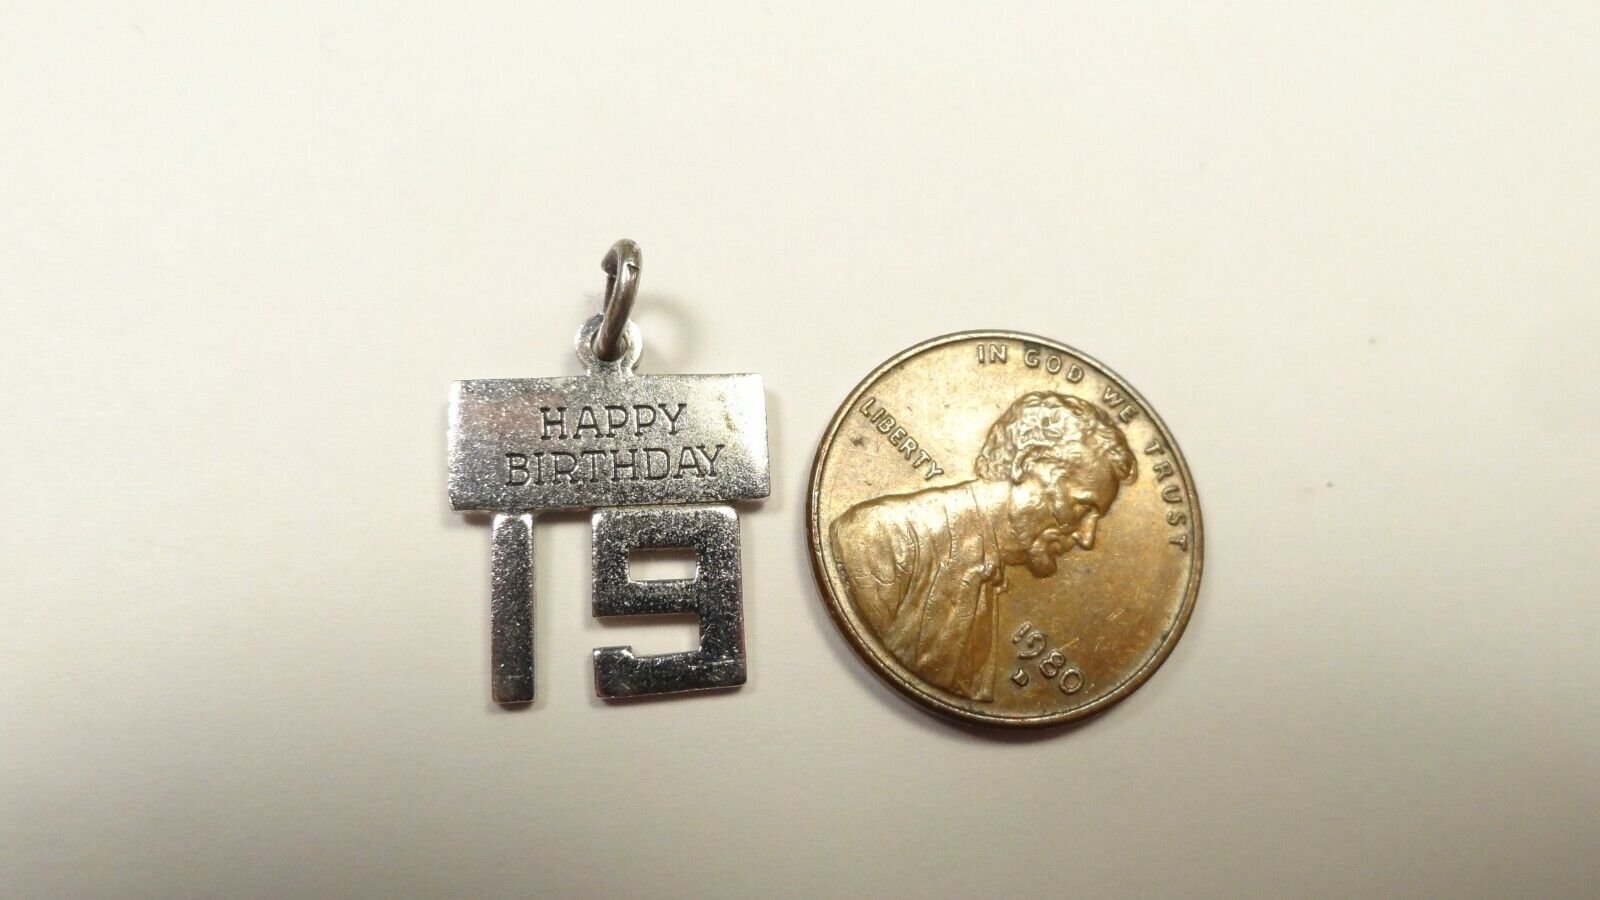 HAPPY
BIRTHDAY
19
IN GOD WE TRUST
LIBERTY
1980
D